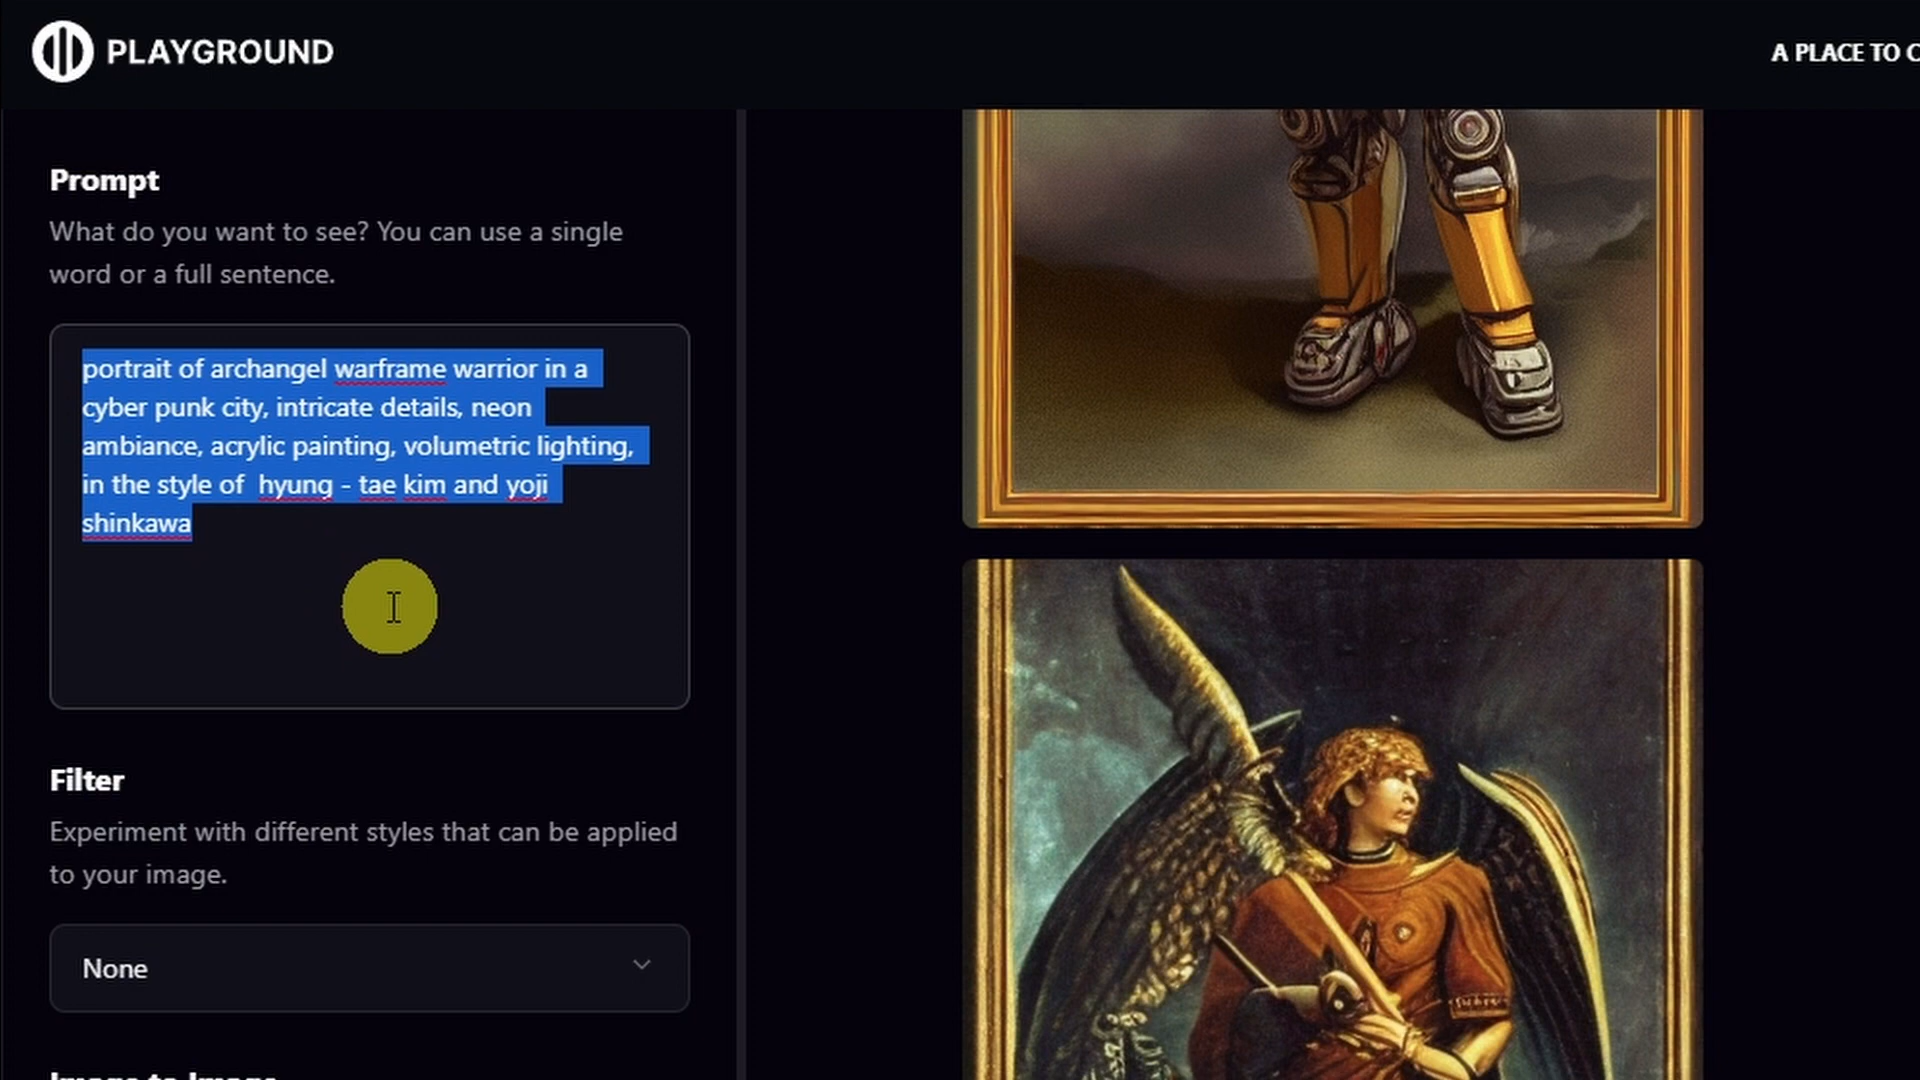 PLAYGROUND
A PLACE TO
Prompt
What do you want to see? You can use a single
word or a full sentence.
portrait of archangel warframe warrior in a
cyber punk city, intricate details, neon
ambiance, acrylic painting, volumetric lighting,
in the style of  hyung - tae kim and yoji
shinkawa
Filter
Experiment with different styles that can be applied
to your image.
None
Image to Image